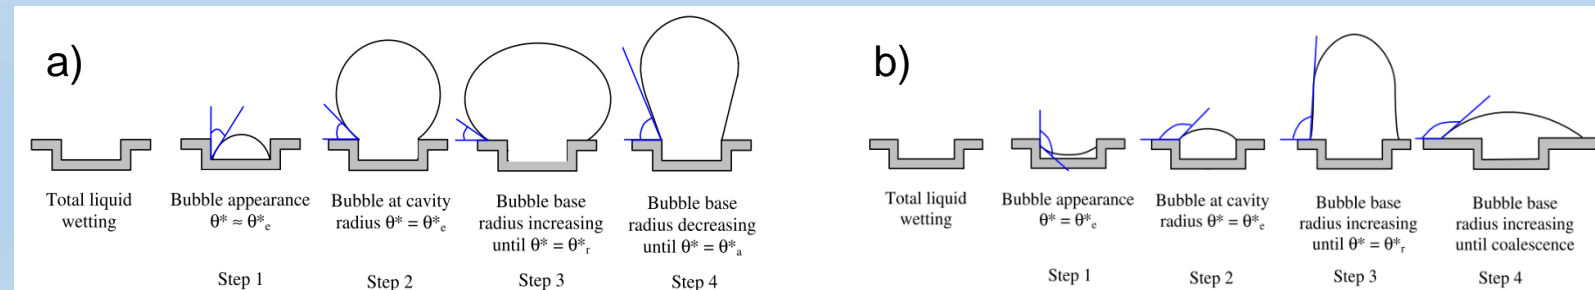 a)
Total liquid
wetting
Bubble appearance
θ* ≈ θ*e
Step 1
Bubble at cavity
radius θ* = θ*e
Step 2
Bubble base
radius increasing
until θ* = θ*r
Step 3
Bubble base
radius decreasing
until θ* = θ*a
Step 4
b)
Total liquid
wetting
Bubble appearance
θ* = θ*e
Step 1
Bubble at cavity
radius θ* = θ*e
Step 2
Bubble base
radius increasing
until θ* = θ*r
Step 3
Bubble base
radius increasing
until coalescence
Step 4